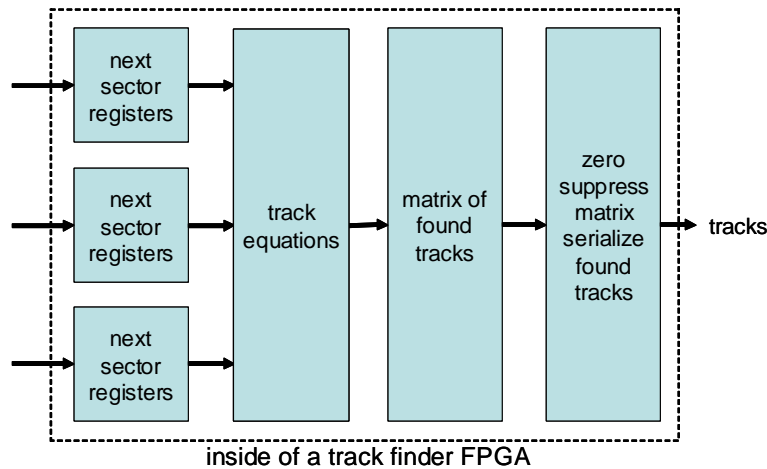 next
sector
registers
next
sector
registers
next
sector
registers
track
equations
matrix of
found
tracks
zero
suppress
matrix
serialize
found
tracks
tracks
inside of a track finder FPGA